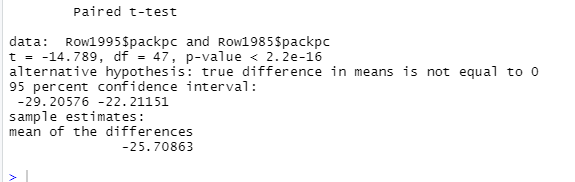 Paired t-test
data:  Row1995$packpc and Row1985$packpc
t = -14.789, df = 47, p-value < 2.2e-16
alternative hypothesis: true difference in means is not equal to 0
95 percent confidence interval:
 -29.20576 -22.21151
sample estimates:
mean of the differences
-25.70863
>